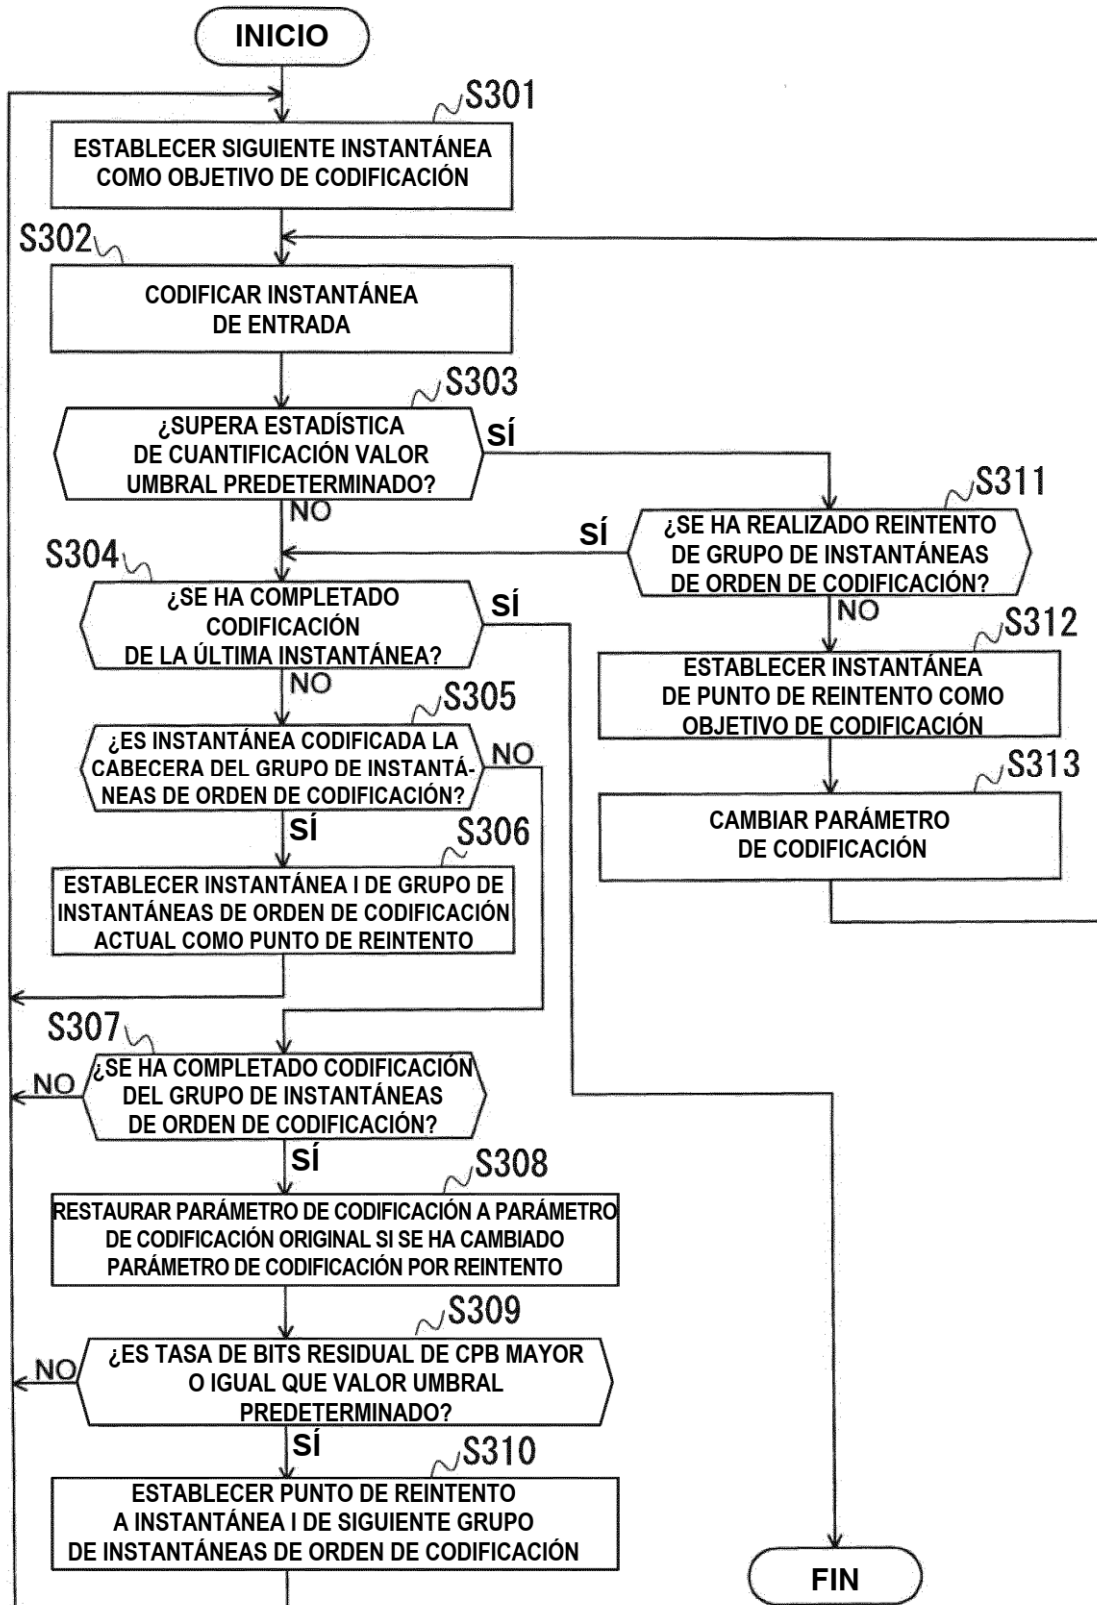 INICIO
S301
ESTABLECER SIGUIENTE INSTANTÁNEA
COMO OBJETIVO DE CODIFICACIÓN
S302
CODIFICAR INSTANTÁNEA
DE ENTRADA
S303
¿SUPERA ESTADÍSTICA
DE CUANTIFICACIÓN VALOR
UMBRAL PREDETERMINADO?
SÍ
NO
S311
¿SE HA REALIZADO REINTENTO
DE GRUPO DE INSTANTÁNEAS
DE ORDEN DE CODIFICACIÓN?
SÍ
NO
S304
¿SE HA COMPLETADO
CODIFICACIÓN
DE LA ÚLTIMA INSTANTÁNEA?
SÍ
NO
S312
ESTABLECER INSTANTÁNEA
DE PUNTO DE REINTENTO COMO
OBJETIVO DE CODIFICACIÓN
S305
¿ES INSTANTÁNEA CODIFICADA LA
CABECERA DEL GRUPO DE INSTANTÁ-
NEAS DE ORDEN DE CODIFICACIÓN?
NO
SÍ
S313
CAMBIAR PARÁMETRO
DE CODIFICACIÓN
S306
ESTABLECER INSTANTÁNEA I DE GRUPO DE
INSTANTÁNEAS DE ORDEN DE CODIFICACIÓN
ACTUAL COMO PUNTO DE REINTENTO
S307
¿SE HA COMPLETADO CODIFICACIÓN
DEL GRUPO DE INSTANTÁNEAS
DE ORDEN DE CODIFICACIÓN?
NO
SÍ
S308
RESTAURAR PARÁMETRO DE CODIFICACIÓN A PARÁMETRO
DE CODIFICACIÓN ORIGINAL SI SE HA CAMBIADO
PARÁMETRO DE CODIFICACIÓN POR REINTENTO
S309
¿ES TASA DE BITS RESIDUAL DE CPB MAYOR
O IGUAL QUE VALOR UMBRAL
PREDETERMINADO?
NO
SÍ
S310
ESTABLECER PUNTO DE REINTENTO
A INSTANTÁNEA I DE SIGUIENTE GRUPO
DE INSTANTÁNEAS DE ORDEN DE CODIFICACIÓN
FIN